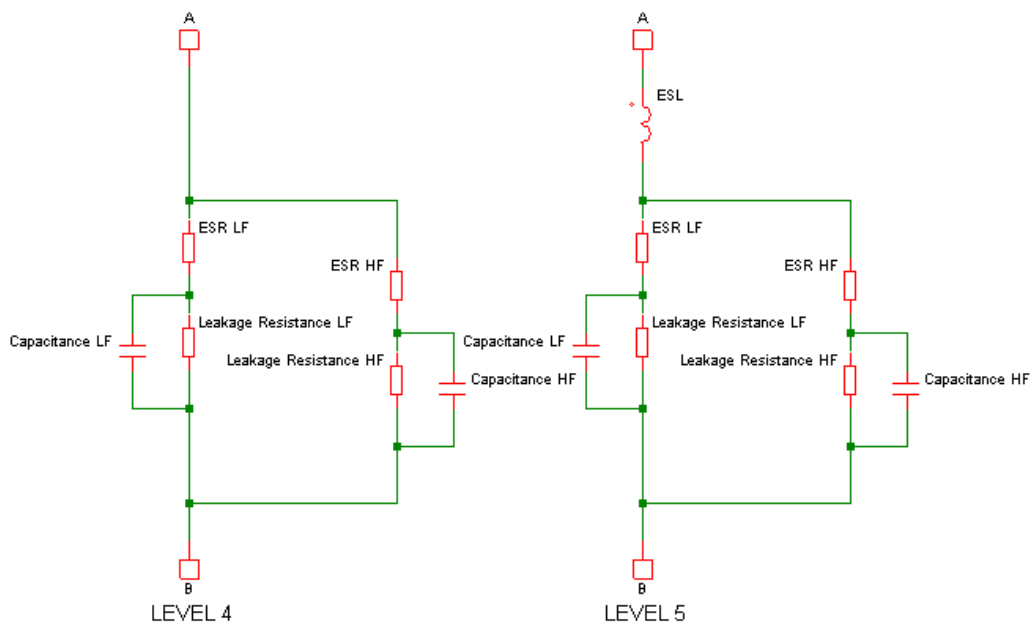 A
ESR LF
ESR HF
Capacitance LF
Leakage Resistance LF
Leakage Resistance HF
Capacitance HF
B
LEVEL 4
A
ESL
ESR LF
ESR HF
Capacitance LF
Leakage Resistance LF
Leakage Resistance HF
Capacitance HF
B
LEVEL 5